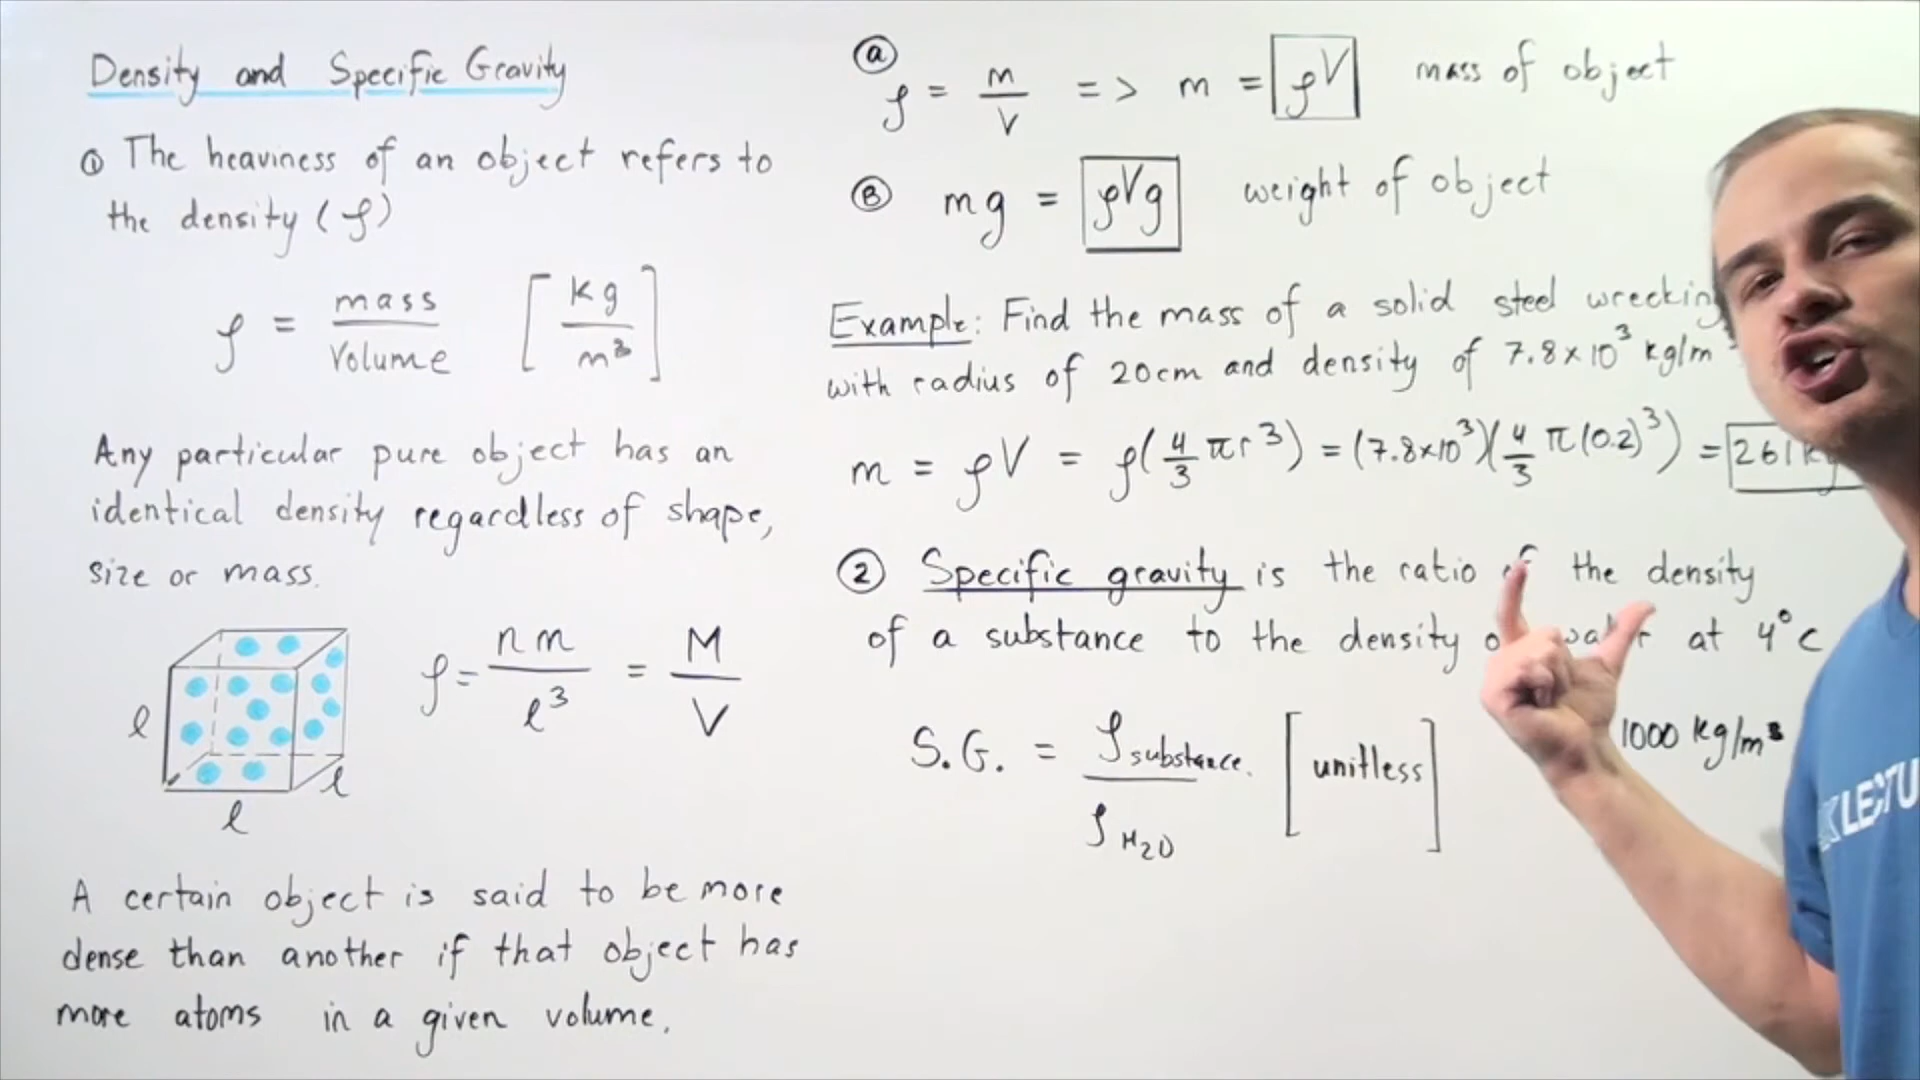 Density and Specific Gravity
① The heaviness of an object refers to
the density (ρ)
ρ = mass / Volume [kg / m³]
Any particular pure object has an
identical density regardless of shape,
size or mass.
l
l
l
ρ = nm / l³ = M / V
A certain object is said to be more
dense than another if that object has
more atoms in a given volume.
ⓐ
ρ = m / V => m = ρV mass of object
Ⓑ mg = ρVg weight of object
Example: Find the mass of a solid steel wrecking
with radius of 20cm and density of 7.8×10³ kg/m
m = ρV = ρ(4/3 πr³) = (7.8×10³)(4/3 π(0.2)³) = 261kg
② Specific gravity is the ratio of the density
of a substance to the density at 4°C
S.G. = ρsubstance. / ρH₂O [unitless]
1000 kg/m³
LECTU